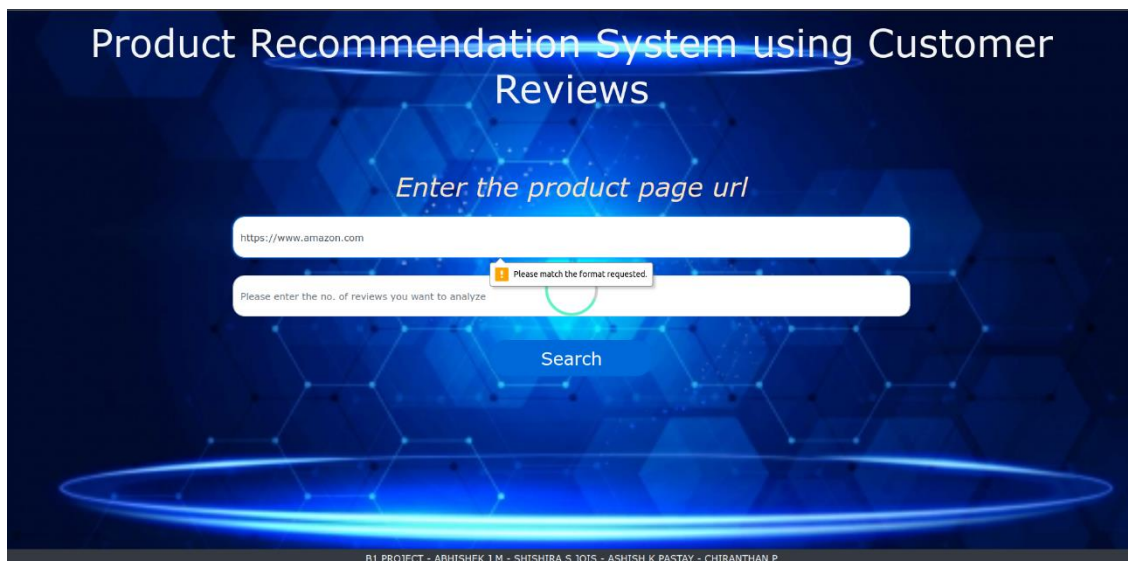 Product Recommendation System using Customer
Reviews
Enter the product page url
https://www.amazon.com
! Please match the format requested.
Please enter the no. of reviews you want to analyze
Search
B1 PROJECT - ABHISHEK J M - SHISHIRA S JOIS - ASHISH K PASTAY - CHIRANTHAN P